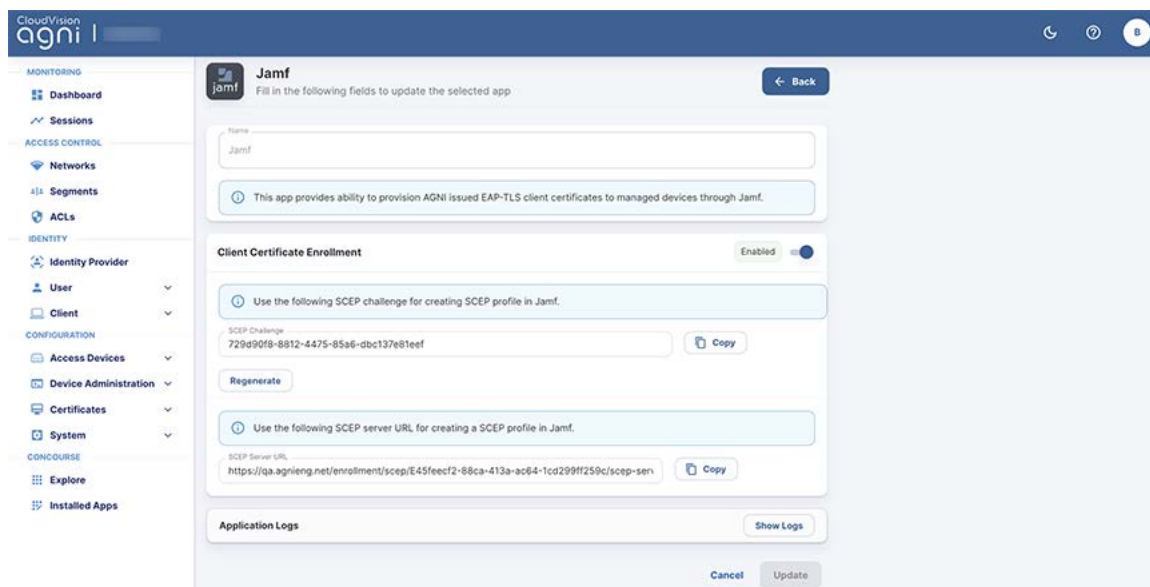 CloudVision
agni
B
MONITORING
Dashboard
Sessions
ACCESS CONTROL
Networks
Segments
ACLs
IDENTITY
Identity Provider
User
Client
CONFIGURATION
Access Devices
Device Administration
Certificates
System
CONCOURSE
Explore
Installed Apps
jamf
Jamf
Fill in the following fields to update the selected app
Back
Name
Jamf
This app provides ability to provision AGNI issued EAP-TLS client certificates to managed devices through Jamf.
Client Certificate Enrollment
Enabled
Use the following SCEP challenge for creating SCEP profile in Jamf.
SCEP Challenge
729d90f8-8812-4475-85a6-dbc137e81eef
Copy
Regenerate
Use the following SCEP server URL for creating a SCEP profile in Jamf.
SCEP Server URL
https://qa.agnieng.net/enrollment/scep/E45feecf2-88ca-413a-ac64-1cd299ff259c/scep-serv
Copy
Application Logs
Show Logs
Cancel
Update